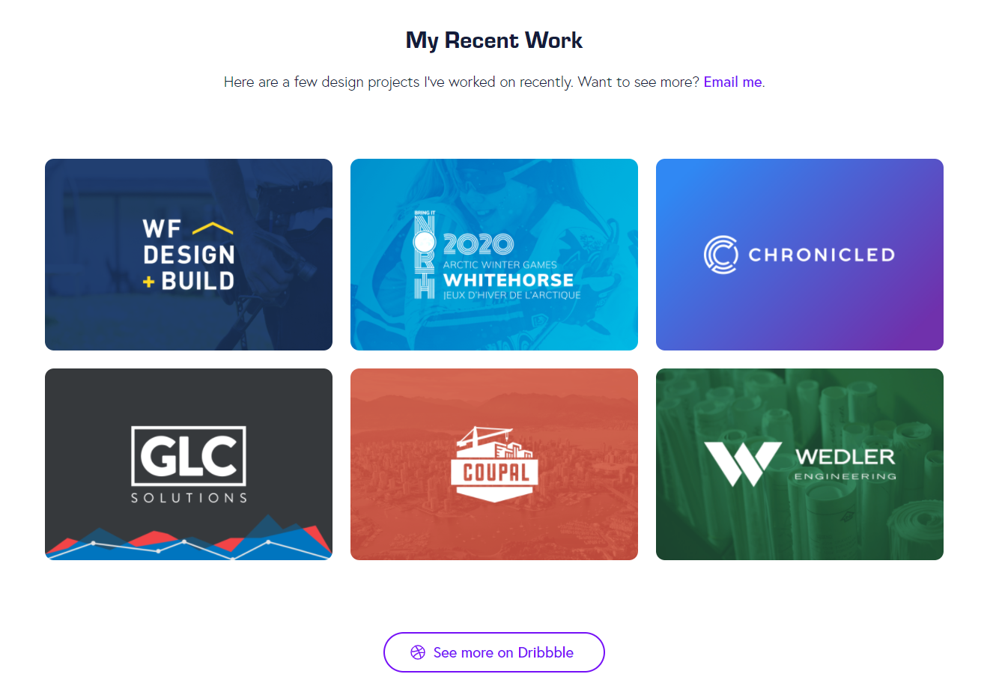 My Recent Work
Here are a few design projects I've worked on recently. Want to see more? Email me.
WF
DESIGN
+ BUILD
BRING IT
NORTH
2020
ARCTIC WINTER GAMES
WHITEHORSE
JEUX D'HIVER DE L'ARCTIQUE
CHRONICLED
GLC
SOLUTIONS
COUPAL
WEDLER
ENGINEERING
See more on Dribbble